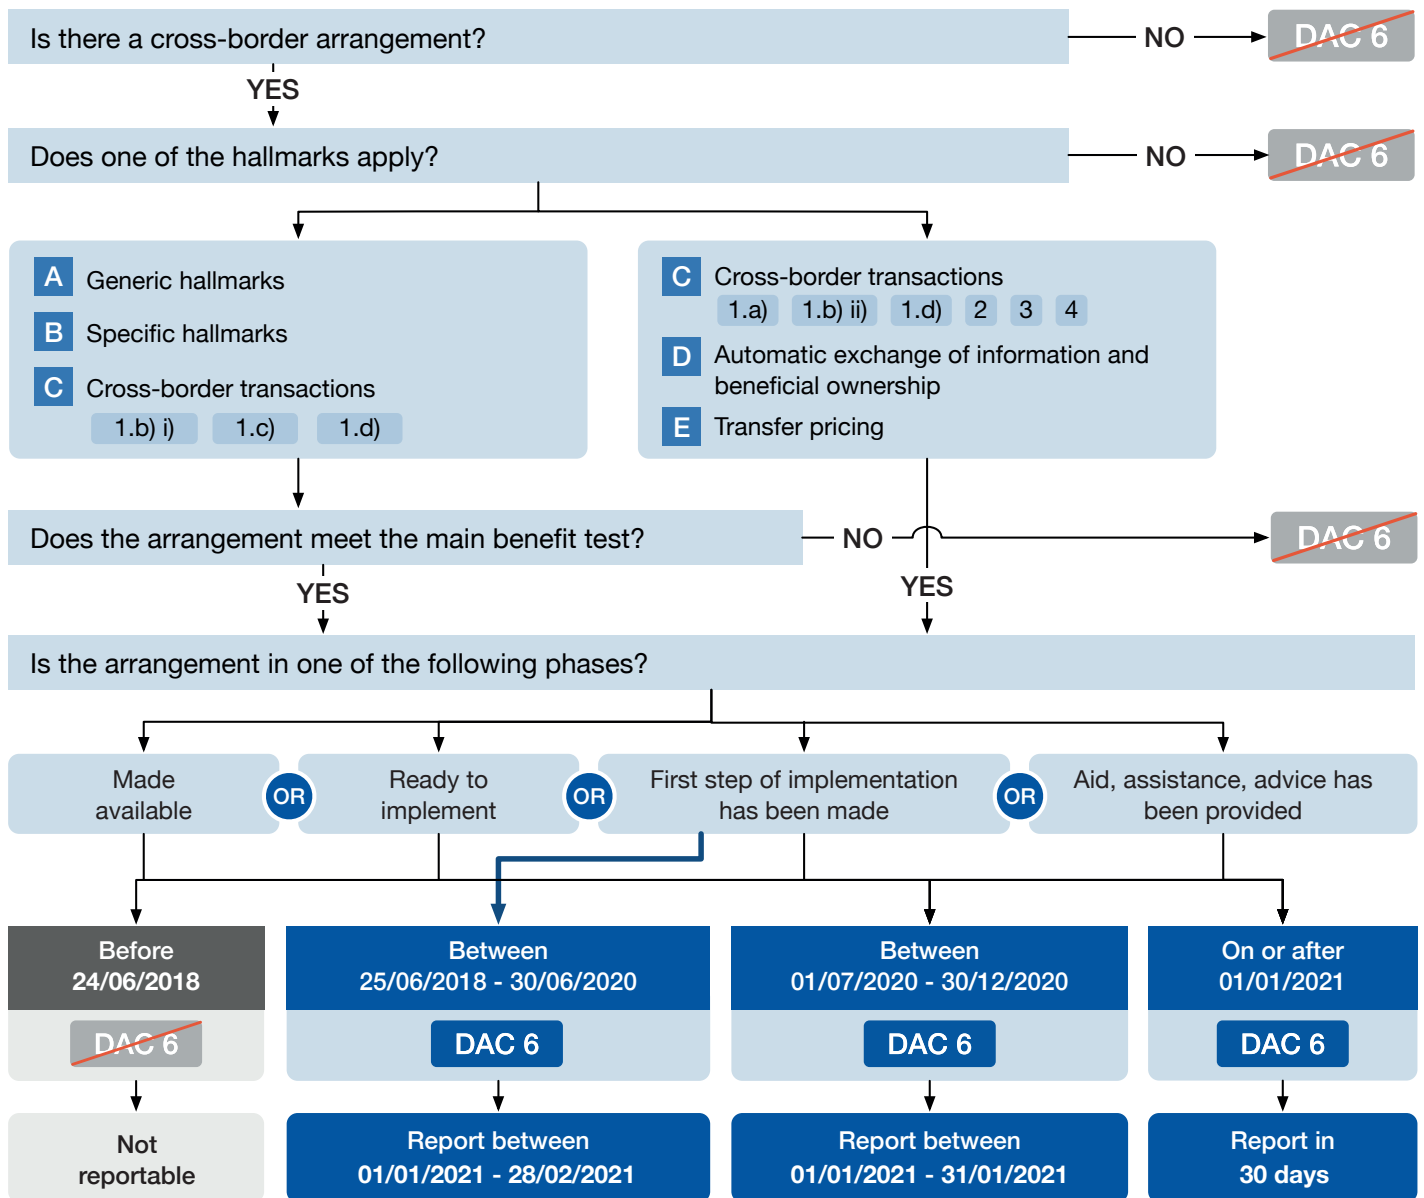 Is there a cross-border arrangement?
NO
DAC 6
YES
Does one of the hallmarks apply?
NO
DAC 6
A Generic hallmarks
B Specific hallmarks
C Cross-border transactions
1.b) i) 1.c) 1.d)
C Cross-border transactions
1.a) 1.b) ii) 1.d) 2 3 4
D Automatic exchange of information and
beneficial ownership
E Transfer pricing
Does the arrangement meet the main benefit test?
NO
DAC 6
YES
YES
Is the arrangement in one of the following phases?
Made
available
OR
Ready to
implement
OR
First step of implementation
has been made
OR
Aid, assistance, advice has
been provided
Before
24/06/2018
DAC 6
Not
reportable
Between
25/06/2018 - 30/06/2020
DAC 6
Report between
01/01/2021 - 28/02/2021
Between
01/07/2020 - 30/12/2020
DAC 6
Report between
01/01/2021 - 31/01/2021
On or after
01/01/2021
DAC 6
Report in
30 days